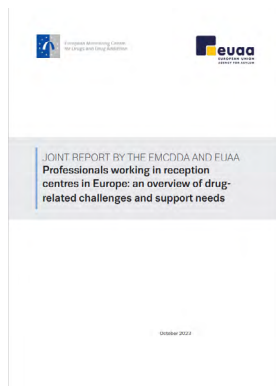 European Monitoring Centre
for Drugs and Drug Addiction
euaa
EUROPEAN UNION
AGENCY FOR ASYLUM
JOINT REPORT BY THE EMCDDA AND EUAA
Professionals working in reception
centres in Europe: an overview of drug-
related challenges and support needs
October 2023